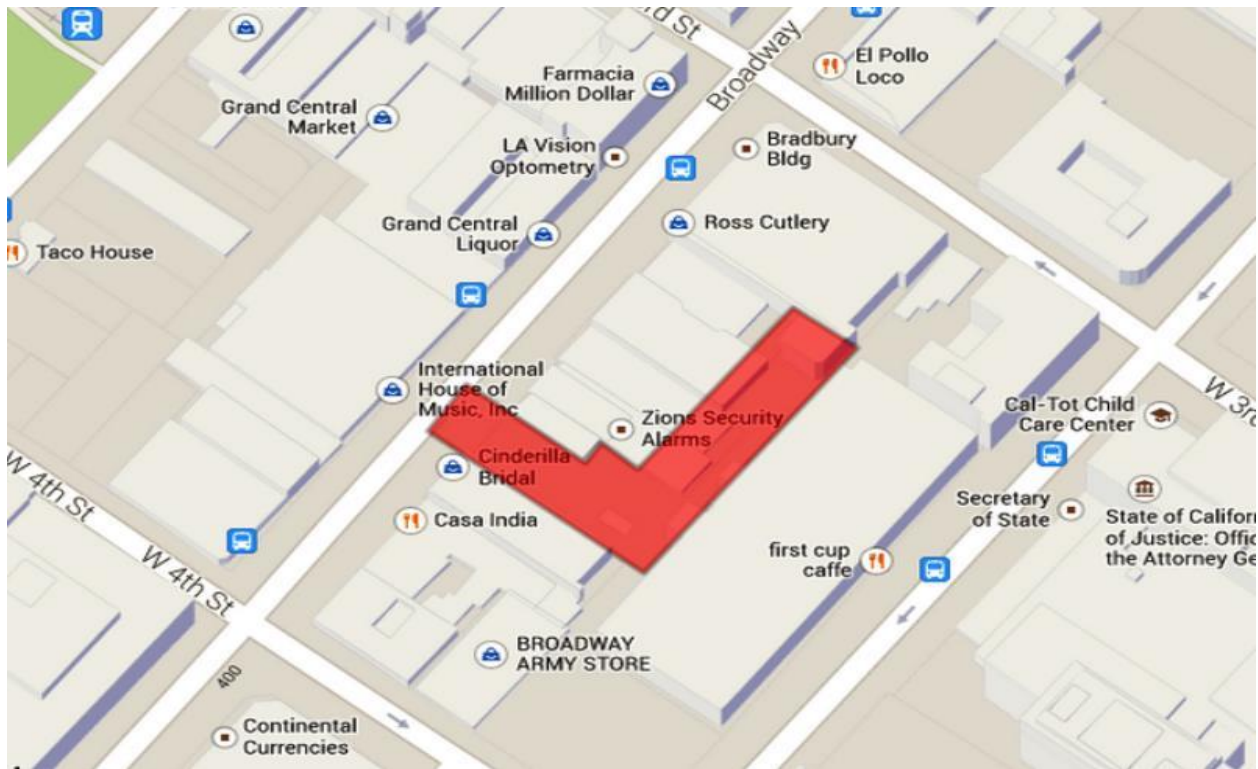 3rd St
Broadway
El Pollo
Loco
Farmacia
Million Dollar
Grand Central
Market
LA Vision
Optometry
Bradbury
Bldg
Grand Central
Liquor
Ross Cutlery
Taco House
International
House of
Music, Inc
Zions Security
Alarms
Cal-Tot Child
Care Center
W 3rd
Cinderilla
Bridal
W 4th St
Casa India
Secretary
of State
State of Californ
of Justice: Offic
the Attorney Ge
first cup
caffe
W 4th St
BROADWAY
ARMY STORE
400
Continental
Currencies